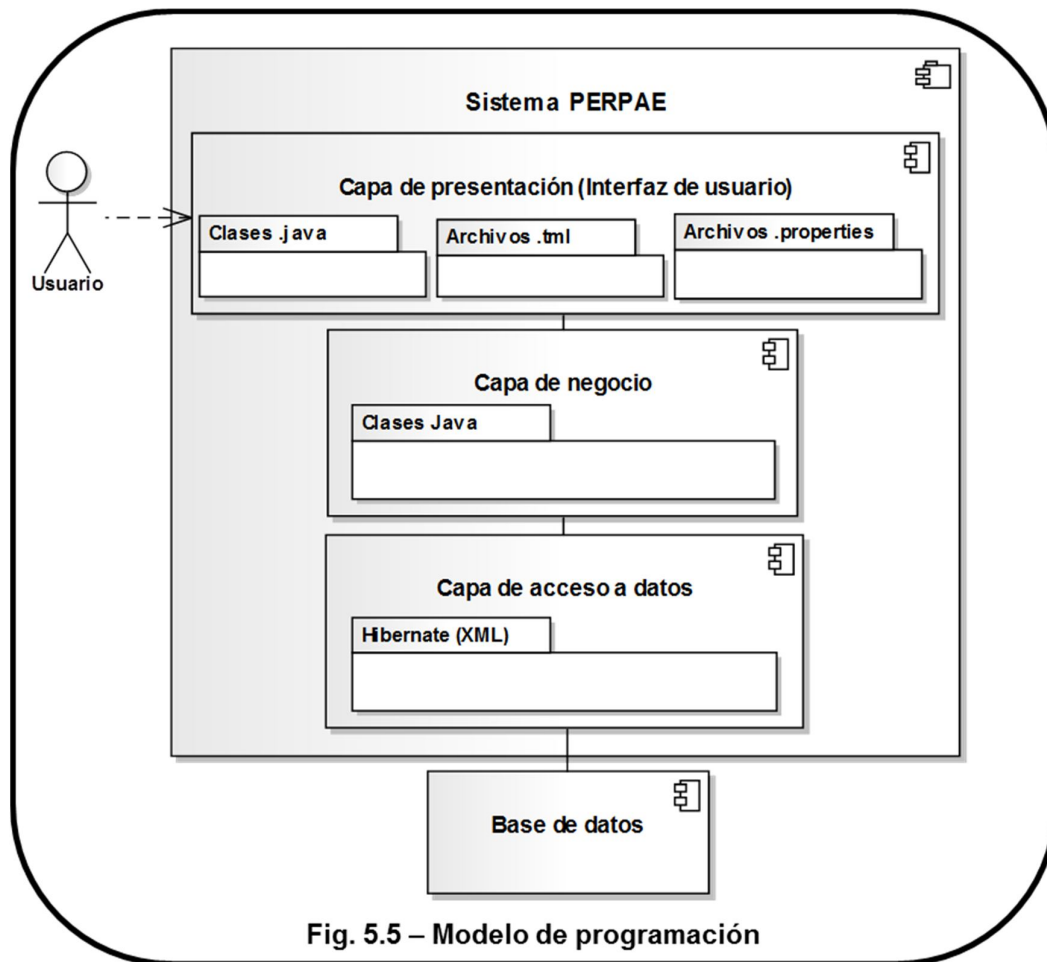 Sistema PERPAE
Capa de presentación (Interfaz de usuario)
Clases .java
Archivos .tml
Archivos .properties
Usuario
Capa de negocio
Clases Java
Capa de acceso a datos
Hibernate (XML)
Base de datos
Fig. 5.5 – Modelo de programación